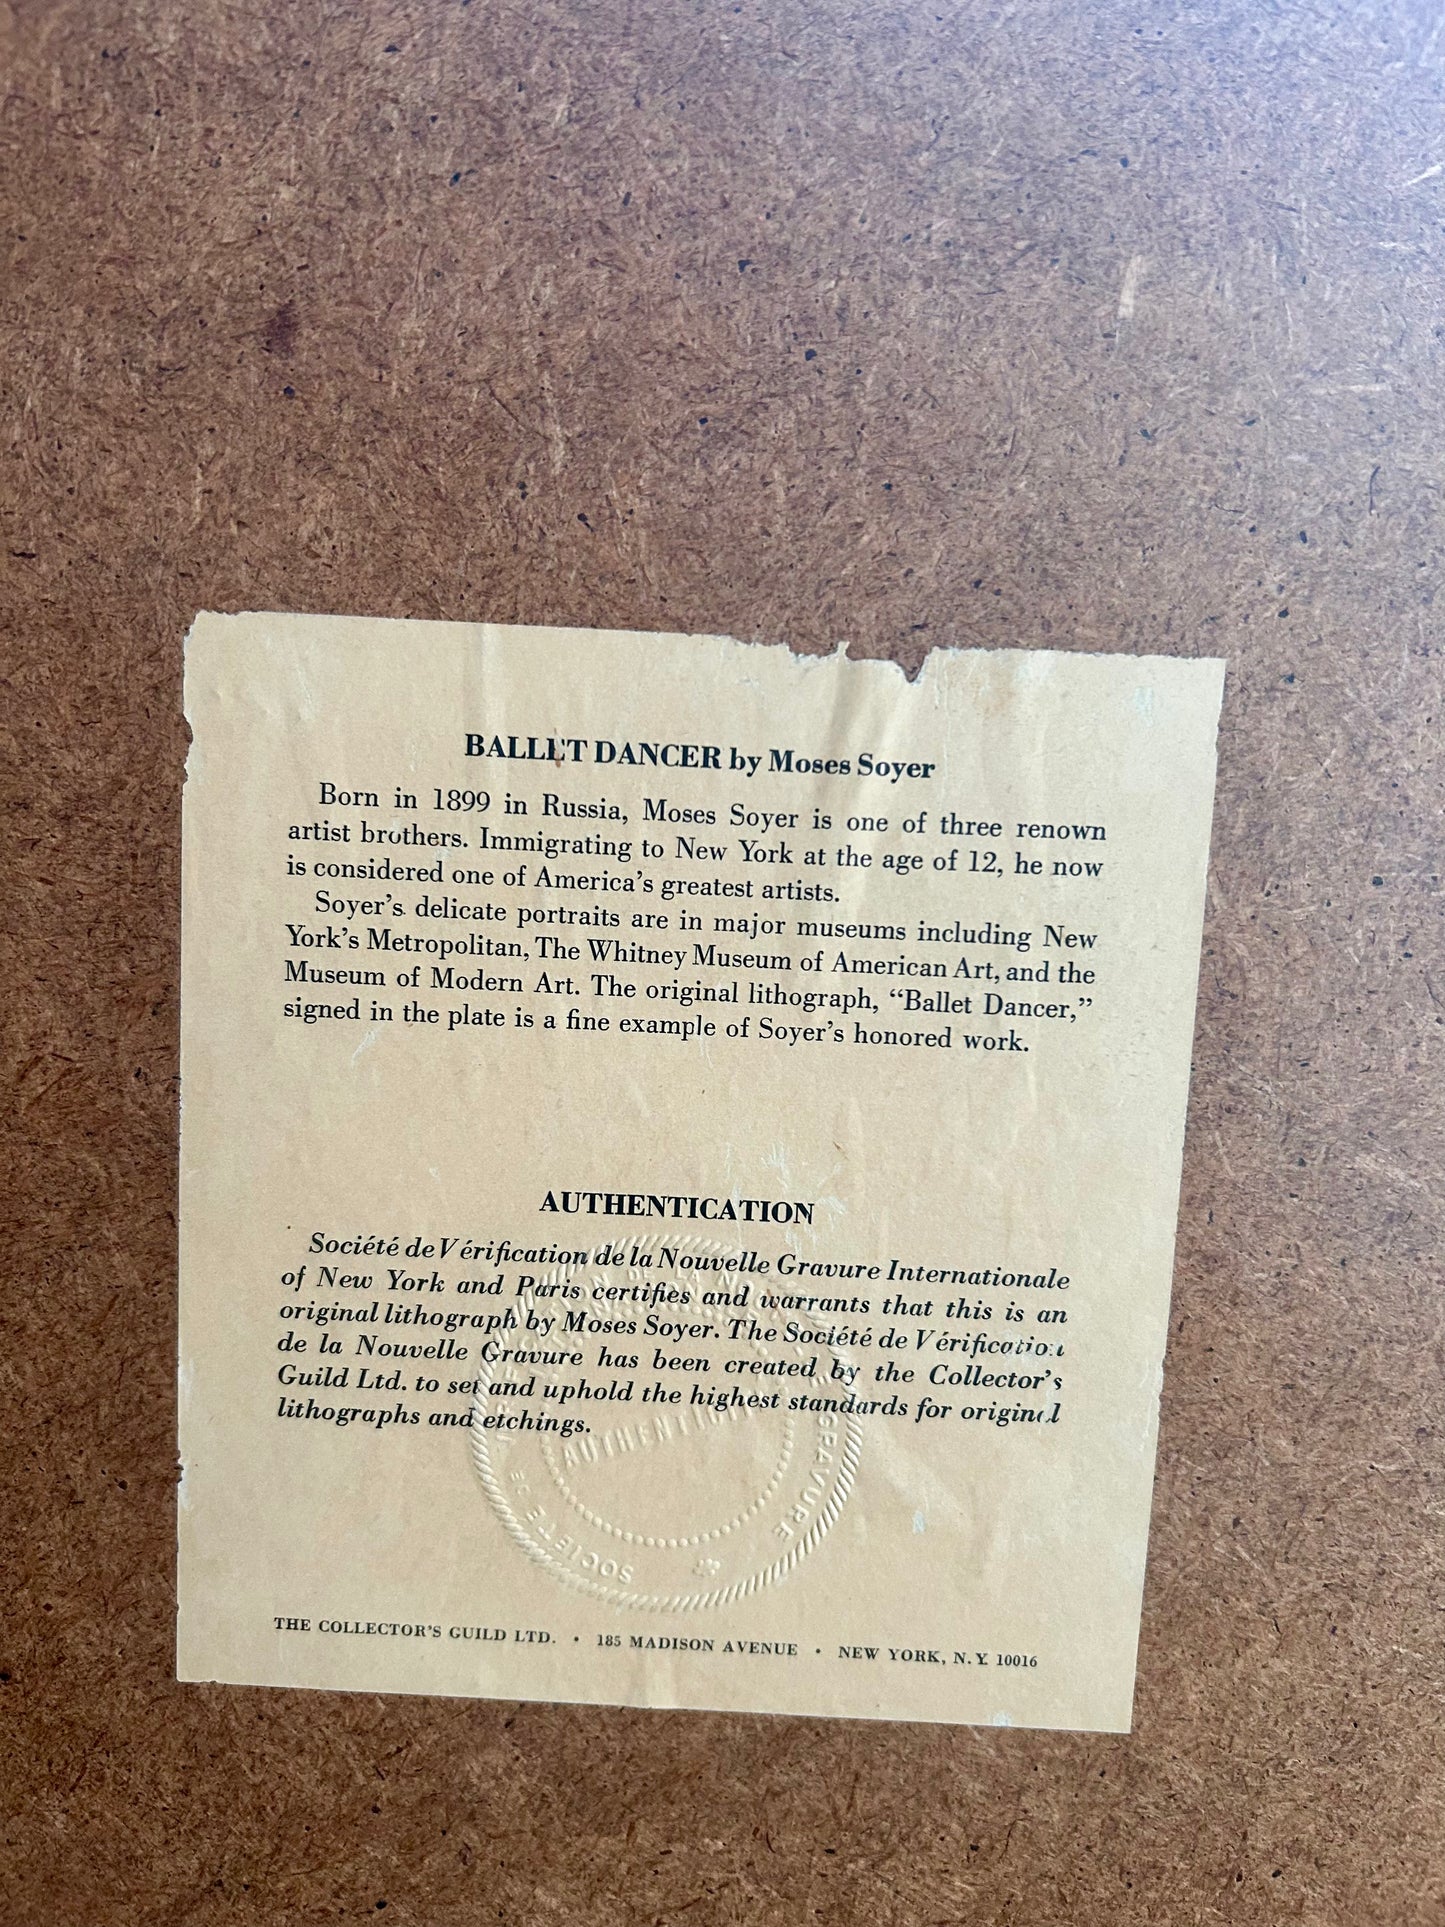 BALLET DANCER by Moses Soyer
Born in 1899 in Russia, Moses Soyer is one of three renown
artist brothers. Immigrating to New York at the age of 12, he now
is considered one of America's greatest artists.
Soyer's delicate portraits are in major museums including New
York's Metropolitan, The Whitney Museum of American Art, and the
Museum of Modern Art. The original lithograph, “Ballet Dancer,”
signed in the plate is a fine example of Soyer's honored work.
AUTHENTICATION
Société de Vérification de la Nouvelle Gravure Internationale
of New York and Paris certifies and warrants that this is an
original lithograph by Moses Soyer. The Société de Vérification
de la Nouvelle Gravure has been created by the Collector's
Guild Ltd. to set and uphold the highest standards for original
lithographs and etchings.
SOCIETE DE
GRAVURE
THE COLLECTOR'S GUILD LTD. • 185 MADISON AVENUE • NEW YORK, N.Y. 10016